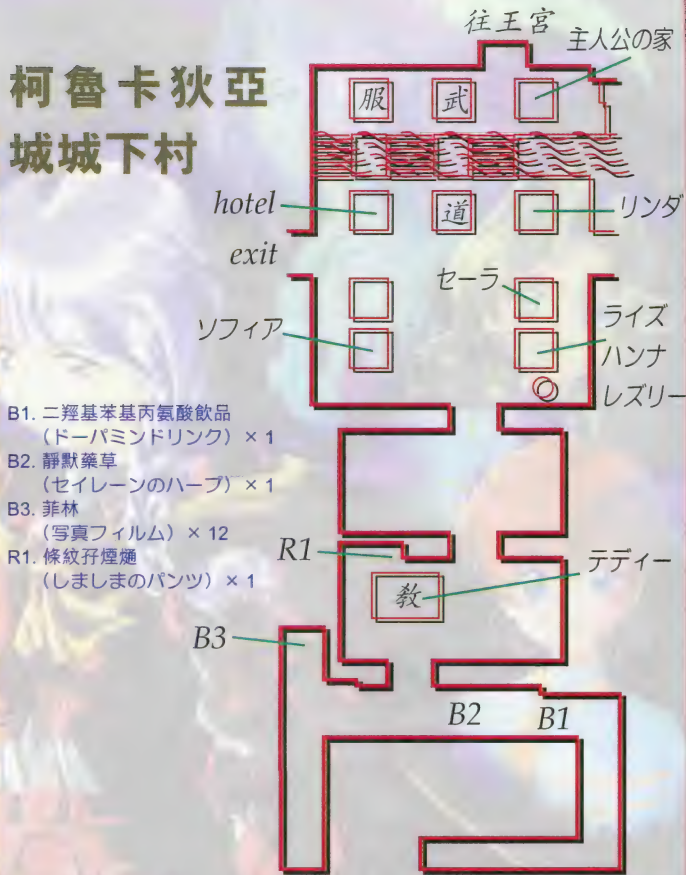 往王宮
主人公の家
柯魯卡狄亞
城城下村
服
武
hotel
道
リンダ
exit
セーラ
ソフィア
ライズ
ハンナ
レズリー
B1. 二羥基苯基丙氨酸飲品
（ドーパミンドリンク）× 1
B2. 靜默藥草
（セイレーンのハーブ）× 1
B3. 菲林
（写真フィルム）× 12
R1. 條紋孖煙熥
（しましまのパンツ）× 1
R1
テディー
教
B3
B2
B1